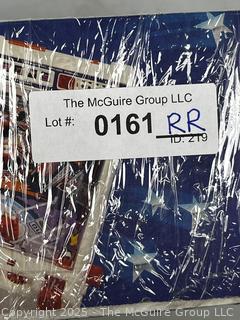 The McGuire Group LLC
Lot #: 0161 RR
ID: 219
Copyright 2025 - The McGuire Group LLC